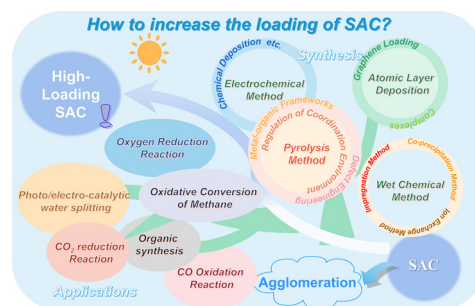 How to increase the loading of SAC?
Chemical Deposition etc.
Synthesis
Graphene Loading
High-
Loading
SAC
Electrochemical
Method
Atomic Layer
Deposition
Complexes
Metal-organic Frameworks
Regulation of Coordination Environment
Pyrolysis
Method
Defect Engineering
Oxygen Reduction
Reaction
Co-precipitation Method
Impregnation Method
Wet Chemical
Method
Ion Exchange Method
Photo/electro-catalytic
water splitting
Oxidative Conversion
of Methane
CO₂ reduction
Reaction
Organic
synthesis
CO Oxidation
Reaction
Agglomeration
SAC
Applications